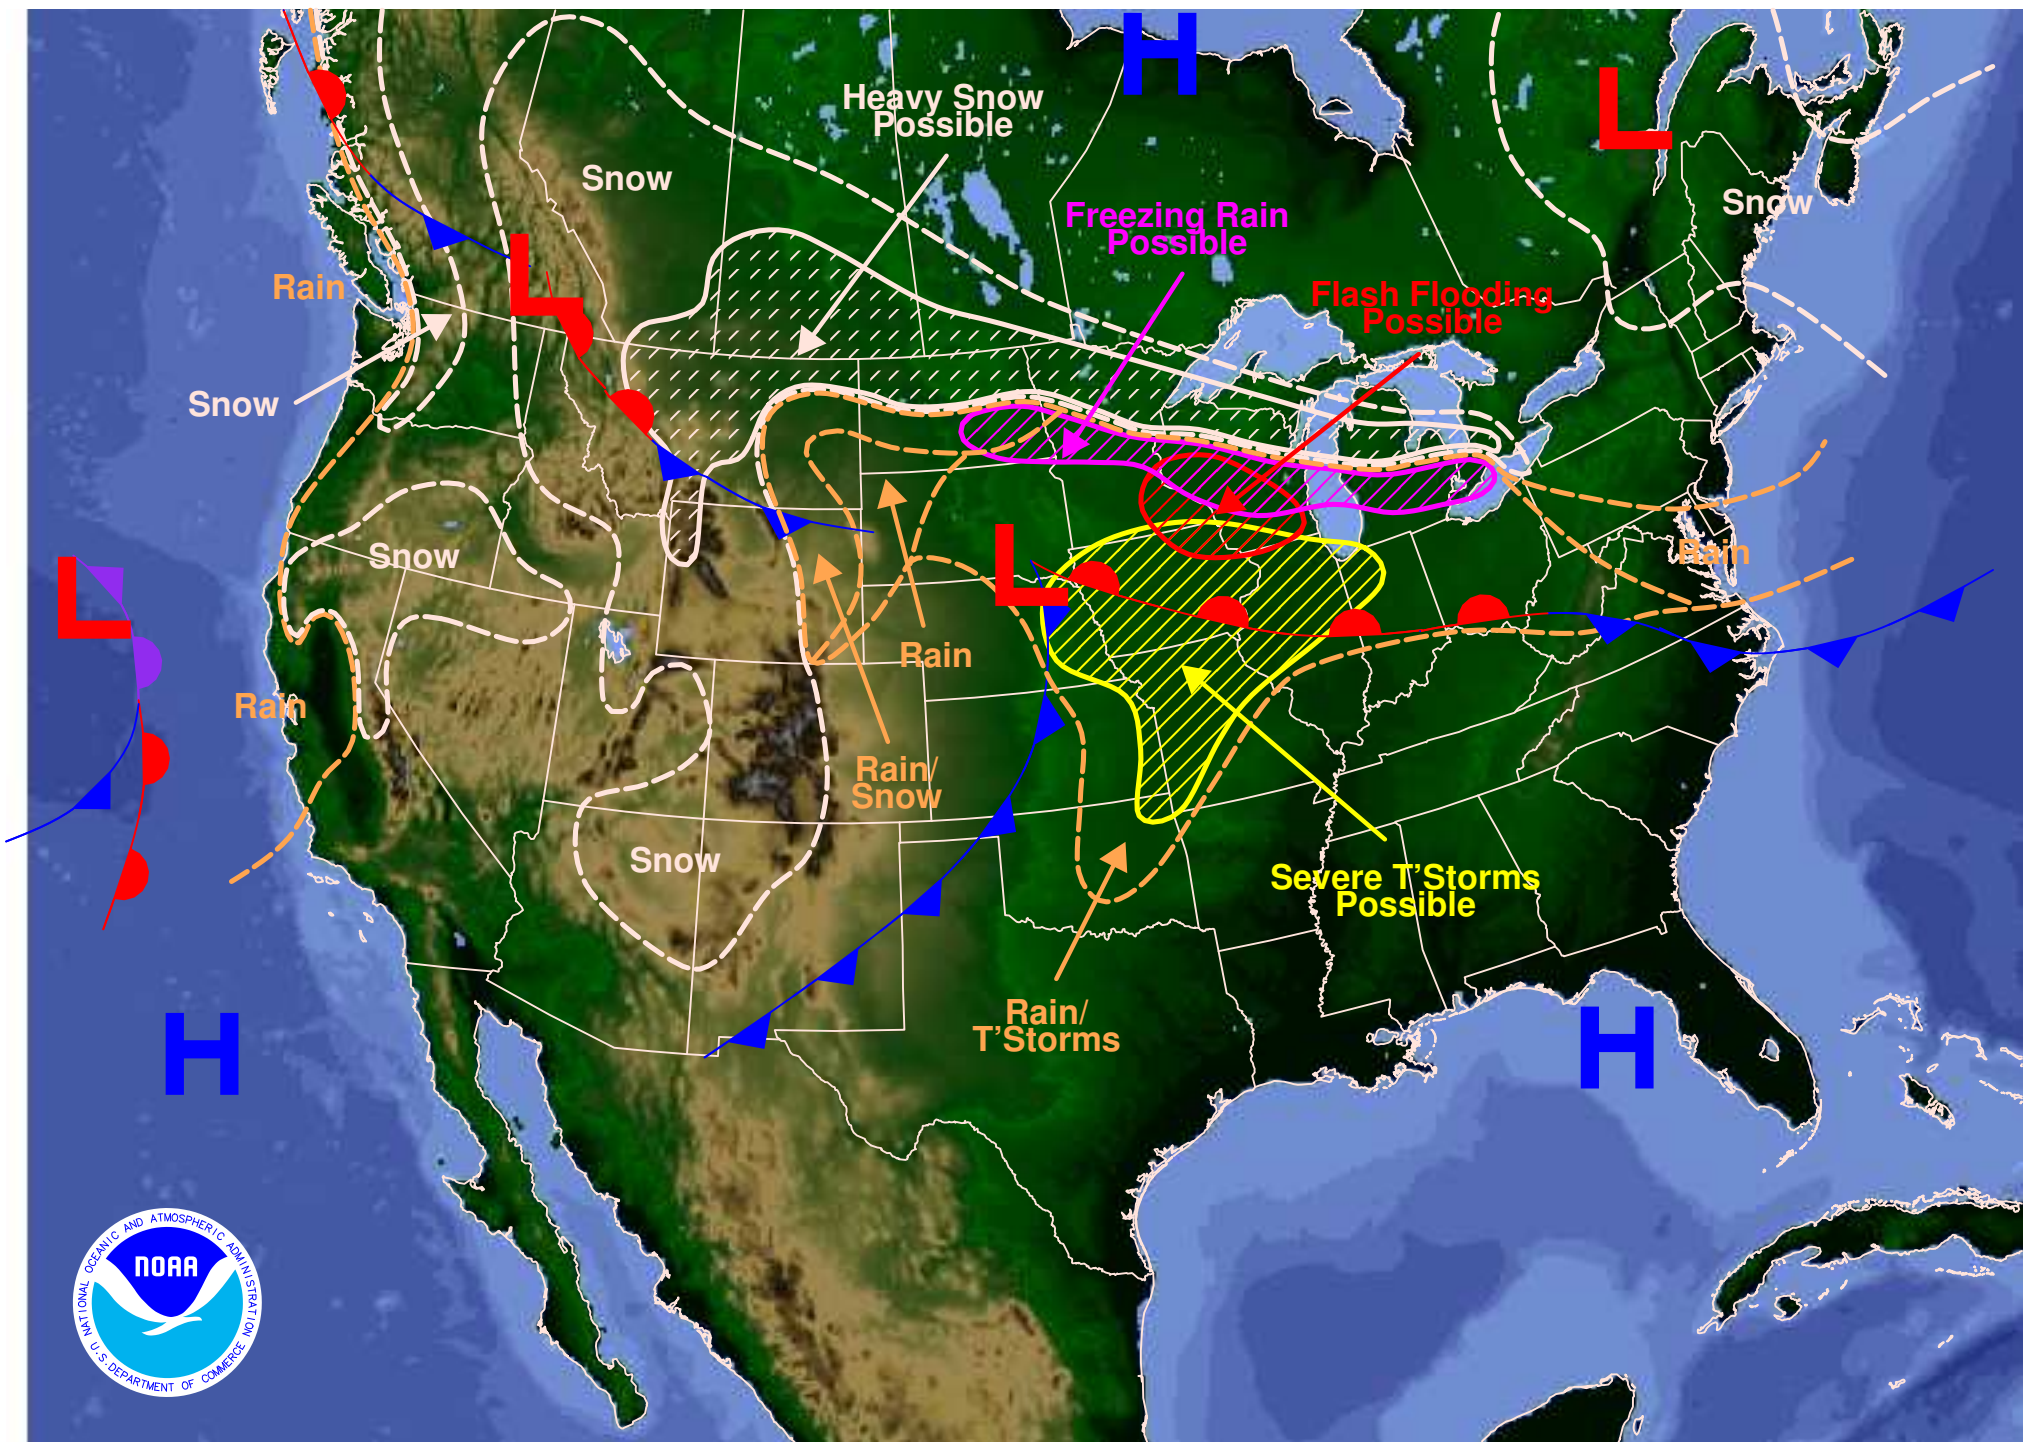 H
L
Heavy Snow
Possible
Snow
Snow
Freezing Rain
Possible
L
Rain
Flash Flooding
Possible
Snow
Snow
L
L
Rain
Rain
Rain
Rain/
Snow
Snow
Severe T'Storms
Possible
Rain/
T'Storms
H
H
NATIONAL OCEANIC AND ATMOSPHERIC ADMINISTRATION
NOAA
U.S. DEPARTMENT OF COMMERCE